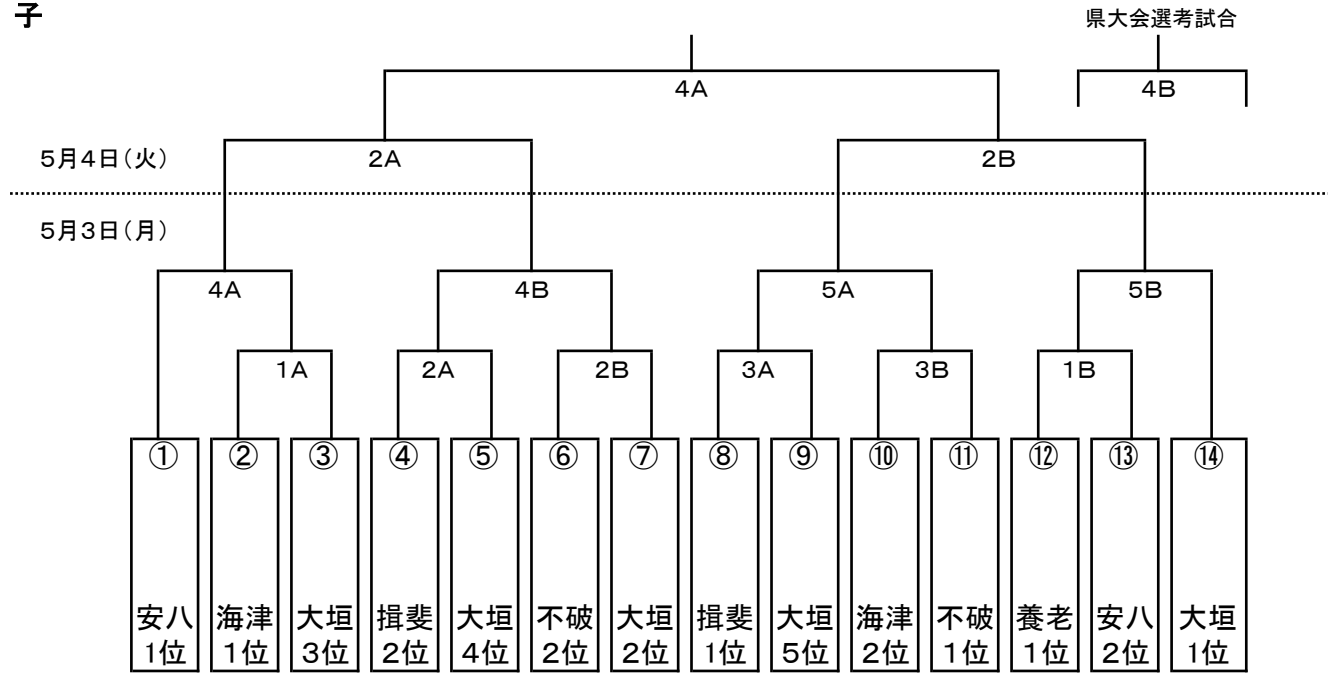 子
県大会選考試合
4A
4B
5月4日(火)
2A
2B
5月3日(月)
4A
4B
5A
5B
1A
2A
2B
3A
3B
1B
① ② ③ ④ ⑤ ⑥ ⑦ ⑧ ⑨ ⑩ ⑪ ⑫ ⑬ ⑭
安八 海津 大垣 揖斐 大垣 不破 大垣 揖斐 大垣 海津 不破 養老 安八 大垣
1位 1位 3位 2位 4位 2位 2位 1位 5位 2位 1位 1位 2位 1位